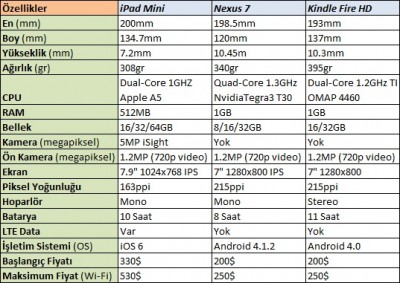 Özellikler iPad Mini Nexus 7 Kindle Fire HD
En (mm) 200mm 198.5mm 193mm
Boy (mm) 134.7mm 120mm 137mm
Yükseklik (mm) 7.2mm 10.45m 10.3mm
Ağırlık (gr) 308gr 340gr 395gr
Dual-Core 1GHZ Quad-Core 1.3GHz Dual-Core 1.2GHz TI
CPU Apple A5 NvidiaTegra3 T30 OMAP 4460
RAM 512MB 1GB 1GB
Bellek 16/32/64GB 8/16/32GB 16/32GB
Kamera (megapiksel) 5MP iSight Yok Yok
Ön Kamera (megapiksel) 1.2MP (720p video) 1.2MP (720p video) 1.2MP (720p video)
Ekran 7.9" 1024x768 IPS 7" 1280x800 IPS 7" 1280x800
Piksel Yoğunluğu 163ppi 215ppi 215ppi
Hoparlör Mono Mono Stereo
Batarya 10 Saat 8 Saat 11 Saat
LTE Data Var Yok Yok
İşletim Sistemi (OS) iOS 6 Android 4.1.2 Android 4.0
Başlangıç Fiyatı 330$ 200$ 200$
Maksimum Fiyat (Wi-Fi) 530$ 250$ 250$